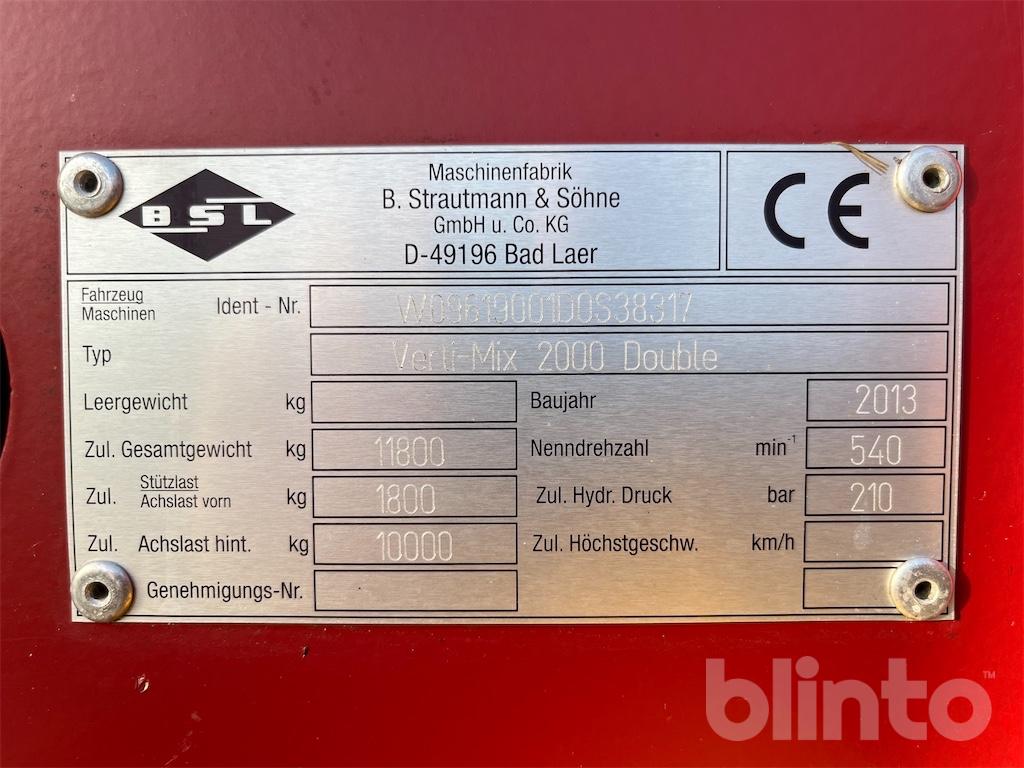 BSL
Maschinenfabrik
B. Strautmann & Söhne
GmbH u. Co. KG
D-49196 Bad Laer
CE
Fahrzeug
Maschinen
Ident - Nr. W09619001D0S38317
Typ Verti-Mix 2000 Double
Leergewicht kg
Baujahr 2013
Zul. Gesamtgewicht kg 11800
Nenndrehzahl min-1 540
Zul. Stützlast
Achslast vorn kg 1800
Zul. Hydr. Druck bar 210
Zul. Achslast hint. kg 10000
Zul. Höchstgeschw. km/h
Genehmigungs-Nr.
blinto™